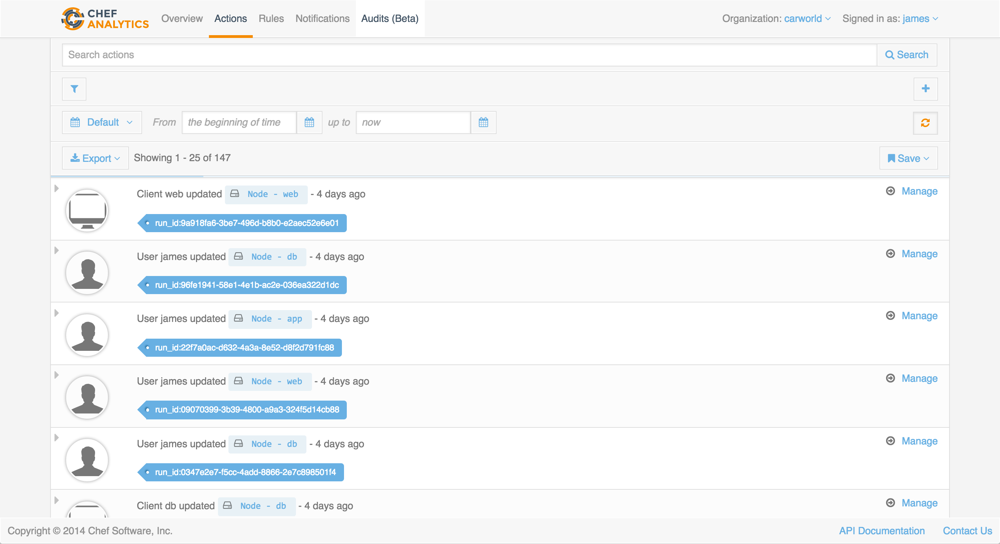 CHEF ANALYTICS Overview Actions Rules Notifications Audits (Beta) Organization: carworld Signed in as: james
Search actions Search
Default From the beginning of time up to now
Export Showing 1 - 25 of 147 Save
Client web updated Node - web - 4 days ago Manage
run_id:9a918fa6-3be7-496d-b8b0-e2aec52e6e01
User james updated Node - db - 4 days ago Manage
run_id:96fe1941-58e1-4e1b-ac2e-036ea322d1dc
User james updated Node - app - 4 days ago Manage
run_id:22f7a0ac-d632-4a3a-8e52-d8f2d791fc88
User james updated Node - web - 4 days ago Manage
run_id:09070399-3b39-4800-a9a3-324f5d14cb88
User james updated Node - db - 4 days ago Manage
run_id:0347e2e7-f5cc-4add-8866-2e7c898501f4
Client db updated Node - db - 4 days ago Manage
Copyright © 2014 Chef Software, Inc. API Documentation Contact Us